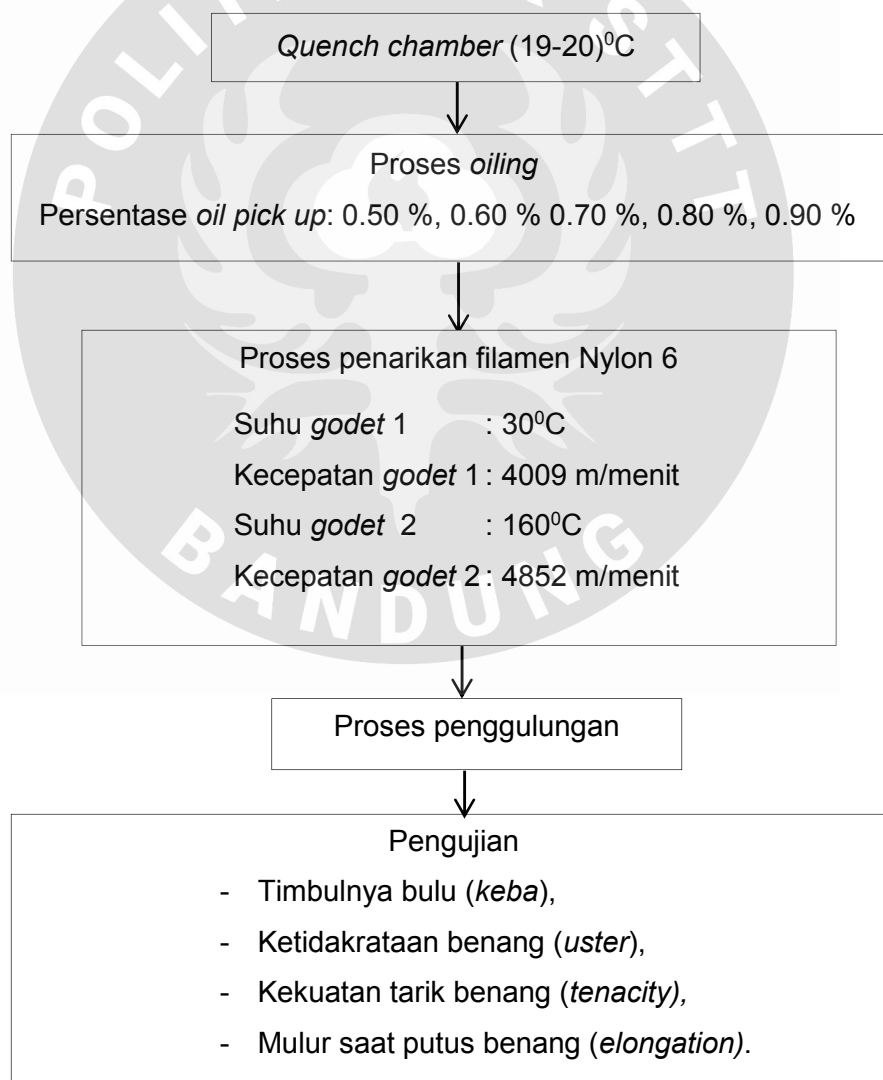 Quench chamber (19-20)⁰C
Proses oiling
Persentase oil pick up: 0.50 %, 0.60 % 0.70 %, 0.80 %, 0.90 %
Proses penarikan filamen Nylon 6
Suhu godet 1 : 30⁰C
Kecepatan godet 1 : 4009 m/menit
Suhu godet 2 : 160⁰C
Kecepatan godet 2 : 4852 m/menit
Proses penggulungan
Pengujian
- Timbulnya bulu (keba),
- Ketidakrataan benang (uster),
- Kekuatan tarik benang (tenacity),
- Mulur saat putus benang (elongation).
BANDUNG